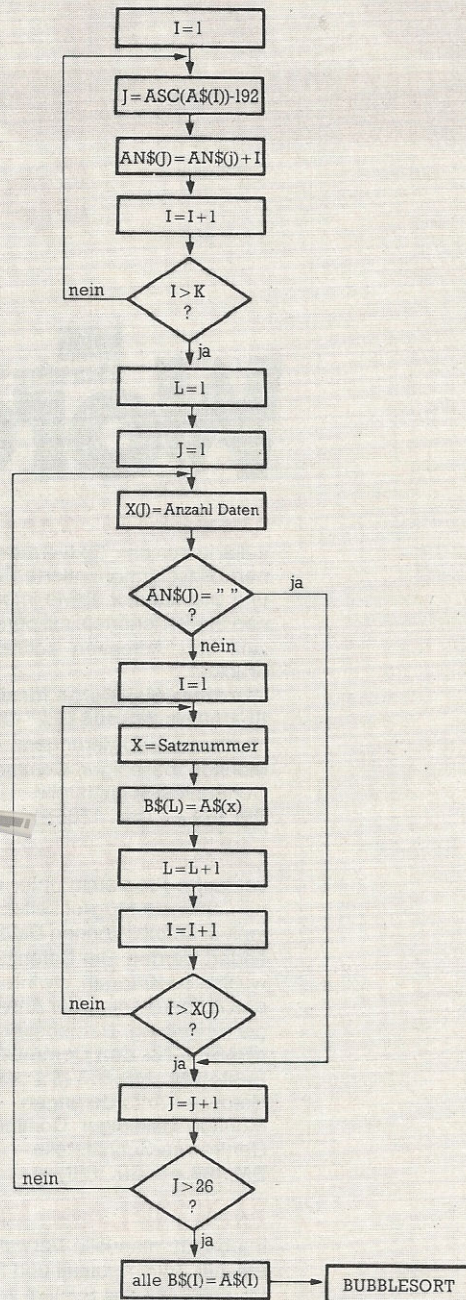 I=1
J=ASC(A$(I))-192
AN$(J)=AN$(j)+I
I=I+1
I>K
?
nein
ja
L=1
J=1
X(J)=Anzahl Daten
AN$(J)=" "
?
ja
nein
I=1
X=Satznummer
B$(L)=A$(x)
L=L+1
I=I+1
I>X(J)
?
nein
ja
J=J+1
J>26
?
nein
ja
alle B$(I)=A$(I)
BUBBLESORT